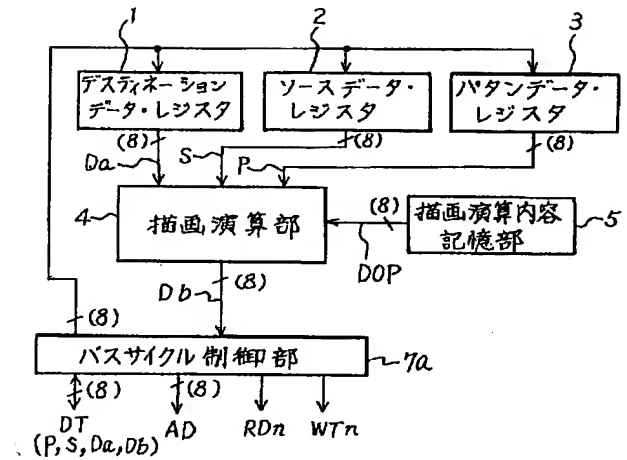 1
2
3
デスティネーション
データ・レジスタ
ソースデータ・
レジスタ
パタンデータ・
レジスタ
(8)
(8)
(8)
Da
S
P
4
描画演算部
(8)
描画演算内容
記憶部
5
DOP
Db
(8)
(8)
バスサイクル制御部
7a
(8)
(8)
DT
AD
RDn
WTn
(P,S,Da,Db)